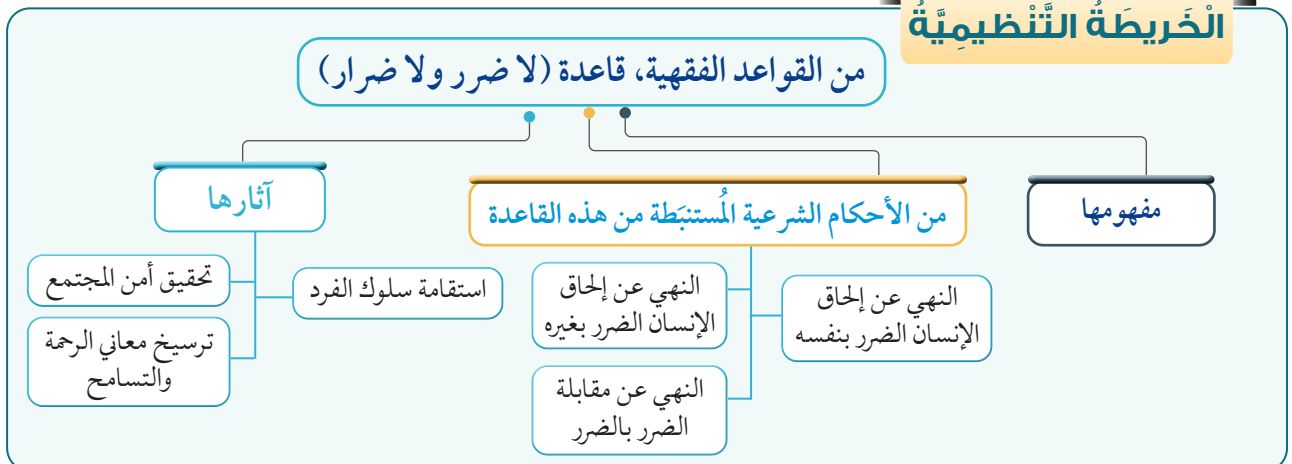 الْخَريطَةُ التَّنْظيمِيَّةُ
من القواعد الفقهية، قاعدة (لا ضرر ولا ضرار)
مفهومها
من الأحكام الشرعية المُستنبَطة من هذه القاعدة
النهي عن إلحاق
الإنسان الضرر بنفسه
النهي عن إلحاق
الإنسان الضرر بغيره
النهي عن مقابلة
الضرر بالضرر
آثارها
استقامة سلوك الفرد
تحقيق أمن المجتمع
ترسيخ معاني الرحمة
والتسامح